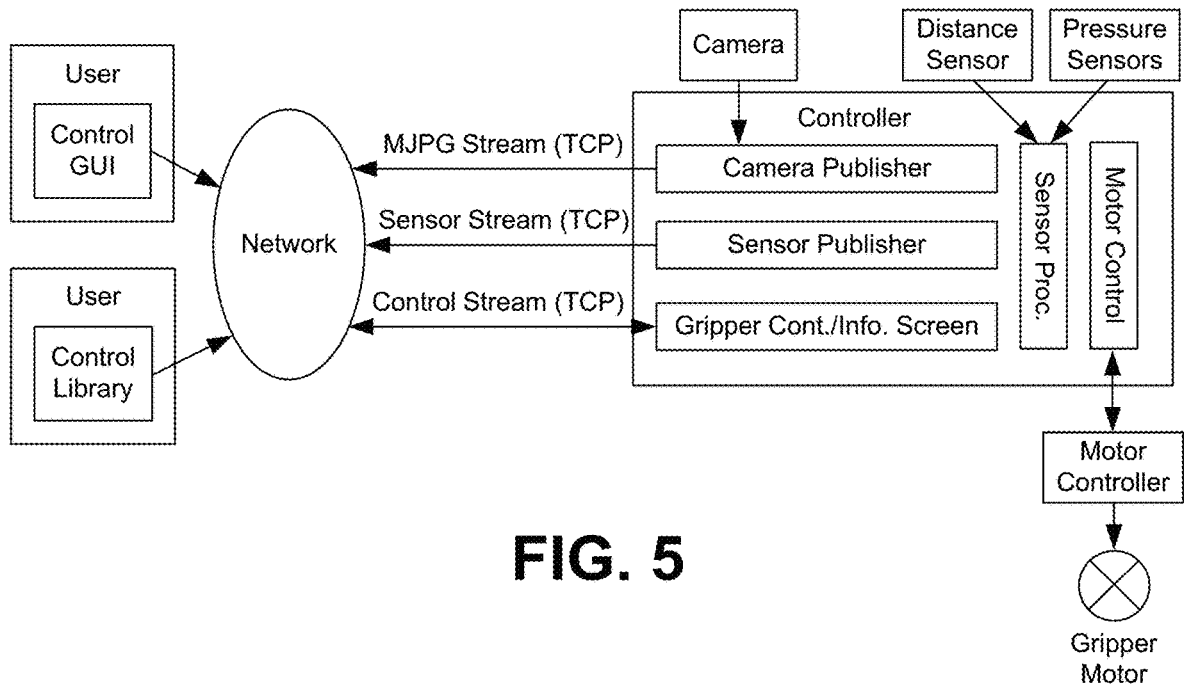 User
Control
GUI
User
Control
Library
Network
MJPG Stream (TCP)
Sensor Stream (TCP)
Control Stream (TCP)
Camera
Distance
Sensor
Pressure
Sensors
Controller
Camera Publisher
Sensor Publisher
Gripper Cont./Info. Screen
Sensor Proc.
Motor Control
Motor
Controller
Gripper
Motor
FIG. 5